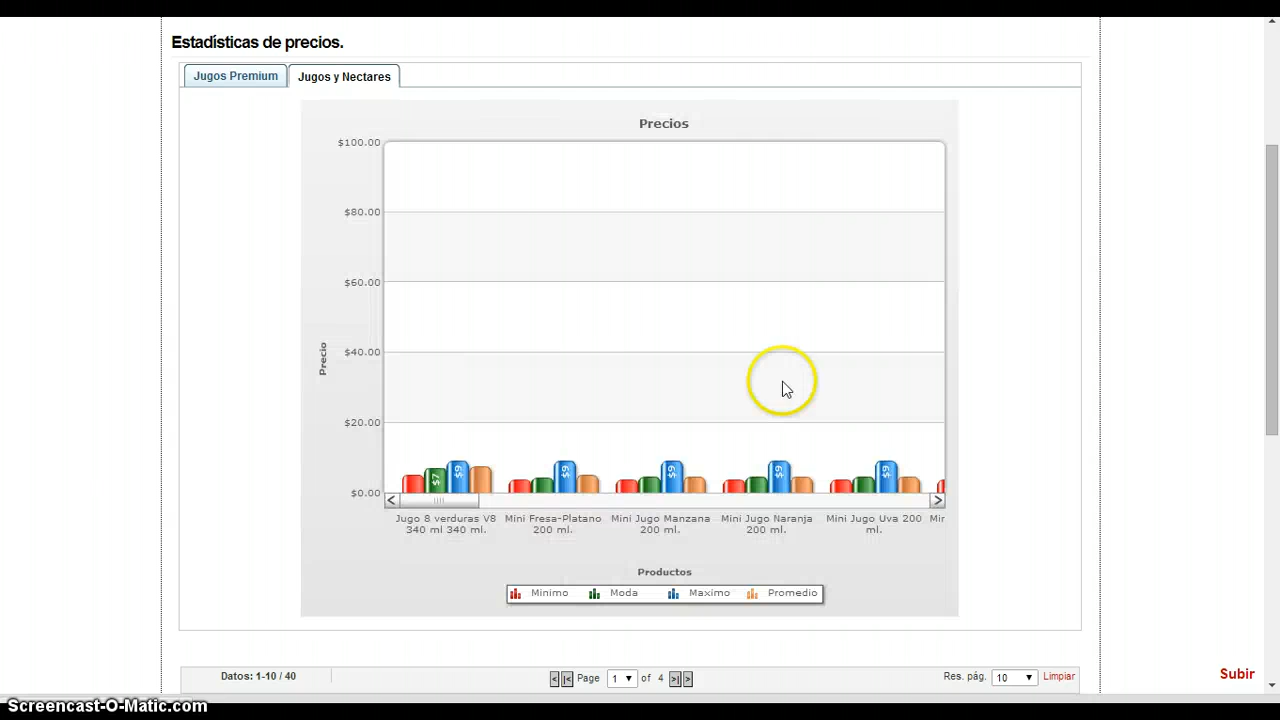 Estadísticas de precios.
Jugos Premium
Jugos y Nectares
Precios
$100.00
$80.00
$60.00
$40.00
$20.00
$0.00
Precio
$7
$9
$9
$9
$9
$9
Jugo 8 verduras V8
340 ml 340 ml.
Mini Fresa-Platano
200 ml.
Mini Jugo Manzana
200 ml.
Mini Jugo Naranja
200 ml.
Mini Jugo Uva 200
ml.
Mir
Productos
Minimo Moda Maximo Promedio
Datos: 1-10 / 40
< |< Page 1 of 4 >| >
Res. pág. 10 Limpiar
Subir
Screencast-O-Matic.com